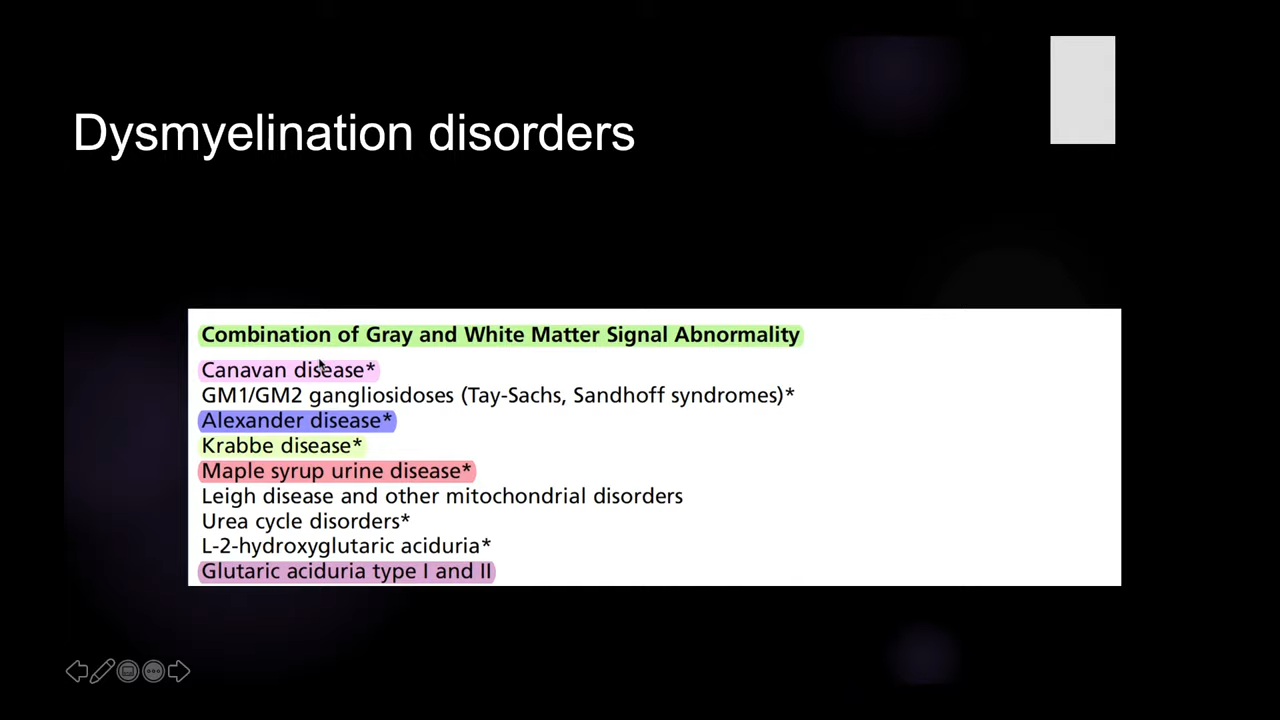 Dysmyelination disorders
Combination of Gray and White Matter Signal Abnormality
Canavan disease*
GM1/GM2 gangliosidoses (Tay-Sachs, Sandhoff syndromes)*
Alexander disease*
Krabbe disease*
Maple syrup urine disease*
Leigh disease and other mitochondrial disorders
Urea cycle disorders*
L-2-hydroxyglutaric aciduria*
Glutaric aciduria type I and II